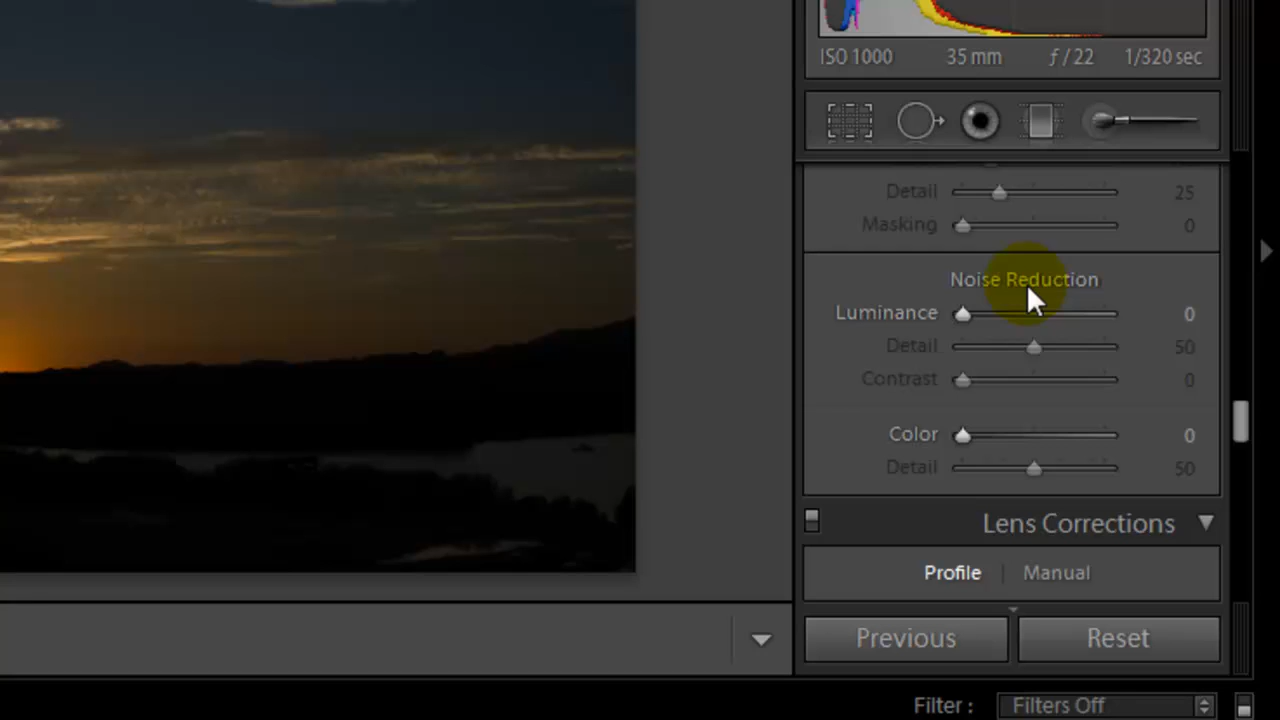 ISO 1000 35 mm ƒ / 22 1/320 sec
Detail 25
Masking 0
Noise Reduction
Luminance 0
Detail 50
Contrast 0
Color 0
Detail 50
Lens Corrections
Profile | Manual
Previous Reset
Filter : Filters Off